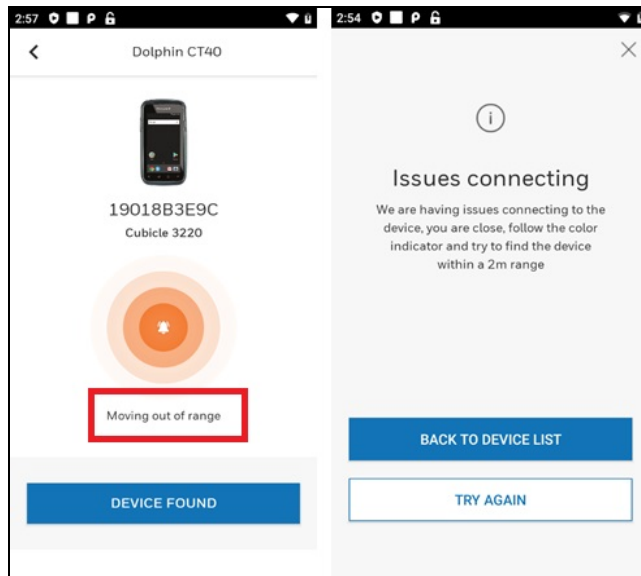 2:57 P
Dolphin CT40
19018B3E9C
Cubicle 3220
Moving out of range
DEVICE FOUND
2:54 P
Issues connecting
We are having issues connecting to the
device, you are close, follow the color
indicator and try to find the device
within a 2m range
BACK TO DEVICE LIST
TRY AGAIN